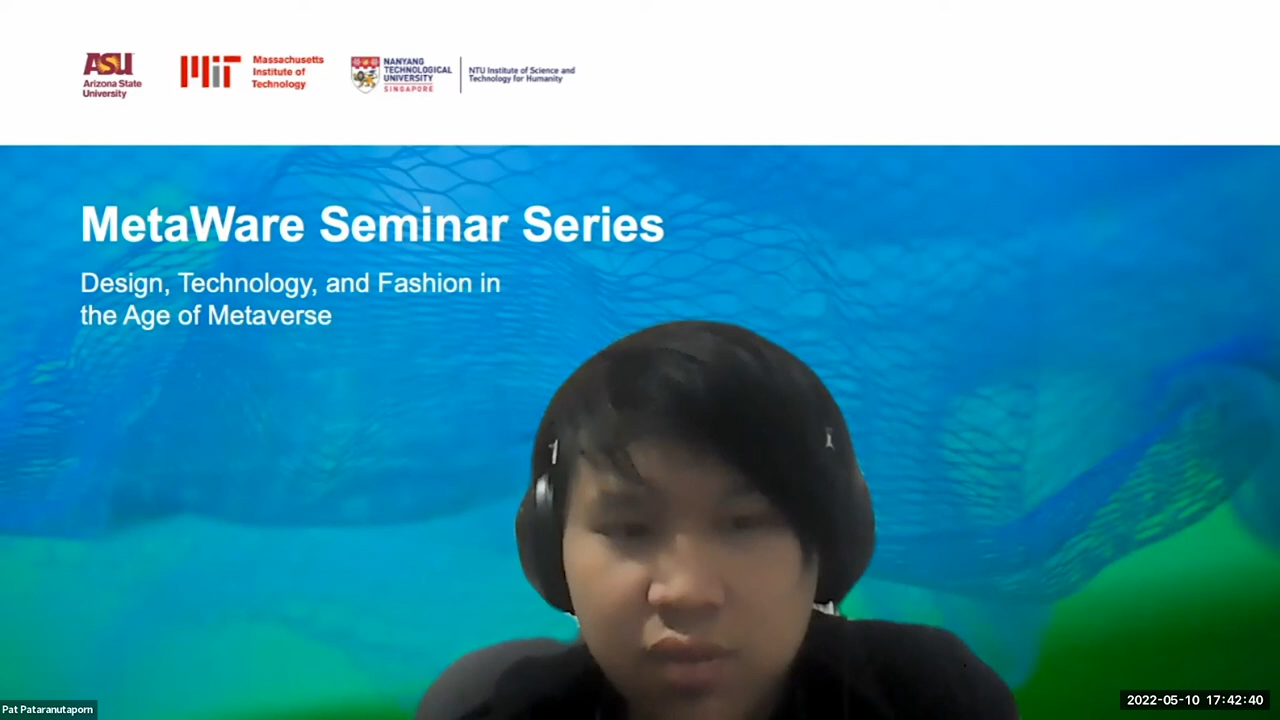 ASU
Arizona State
University
Massachusetts
Institute of
Technology
NANYANG
TECHNOLOGICAL
UNIVERSITY
SINGAPORE
NTU Institute of Science and
Technology for Humanity
MetaWare Seminar Series
Design, Technology, and Fashion in
the Age of Metaverse
Pat Pataranutaporn
2022-05-10 17:42:40